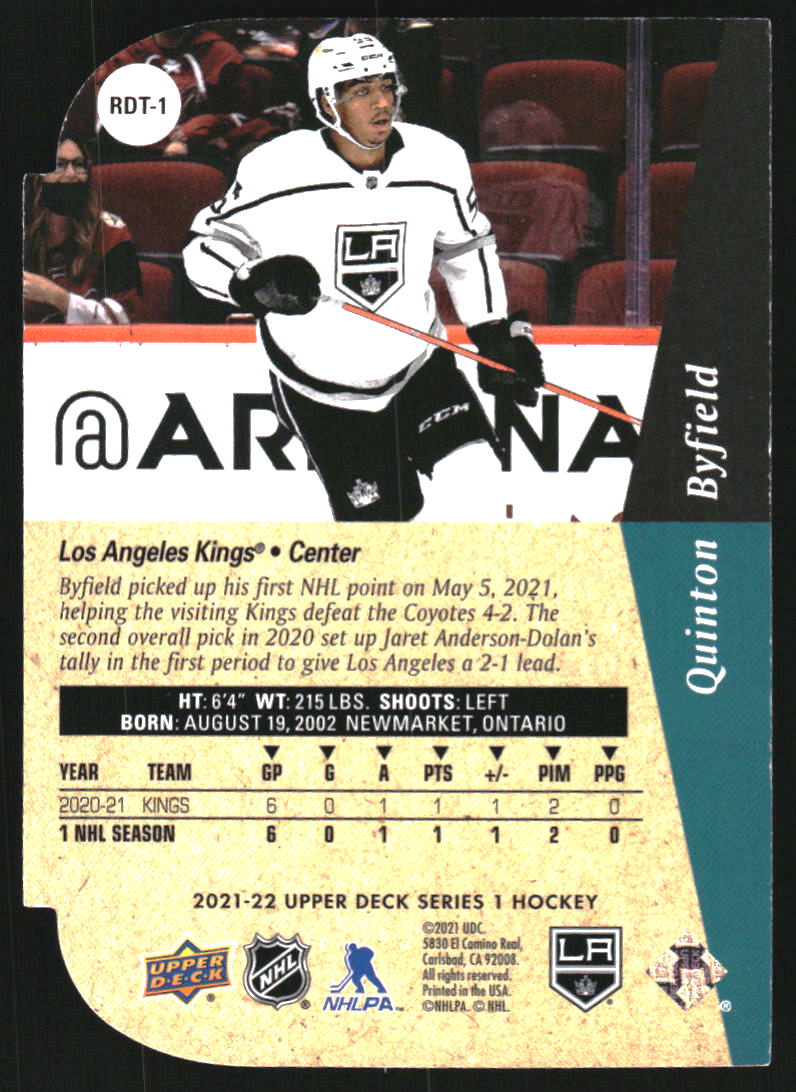 RDT-1
LA
CCM
@ARENA
Quinton Byfield
Los Angeles Kings® • Center
Byfield picked up his first NHL point on May 5, 2021,
helping the visiting Kings defeat the Coyotes 4-2. The
second overall pick in 2020 set up Jaret Anderson-Dolan's
tally in the first period to give Los Angeles a 2-1 lead.
HT: 6'4" WT: 215 LBS. SHOOTS: LEFT
BORN: AUGUST 19, 2002 NEWMARKET, ONTARIO
YEAR TEAM GP G A PTS +/- PIM PPG
2020-21 KINGS 6 0 1 1 1 2 0
1 NHL SEASON 6 0 1 1 1 2 0
2021-22 UPPER DECK SERIES 1 HOCKEY
UPPER
D•E•C•K ®
NHL ®
NHLPA™
©2021 UDC.
5830 El Camino Real,
Carlsbad, CA 92008.
All rights reserved.
Printed in the USA.
©NHLPA. © NHL.
LA
®